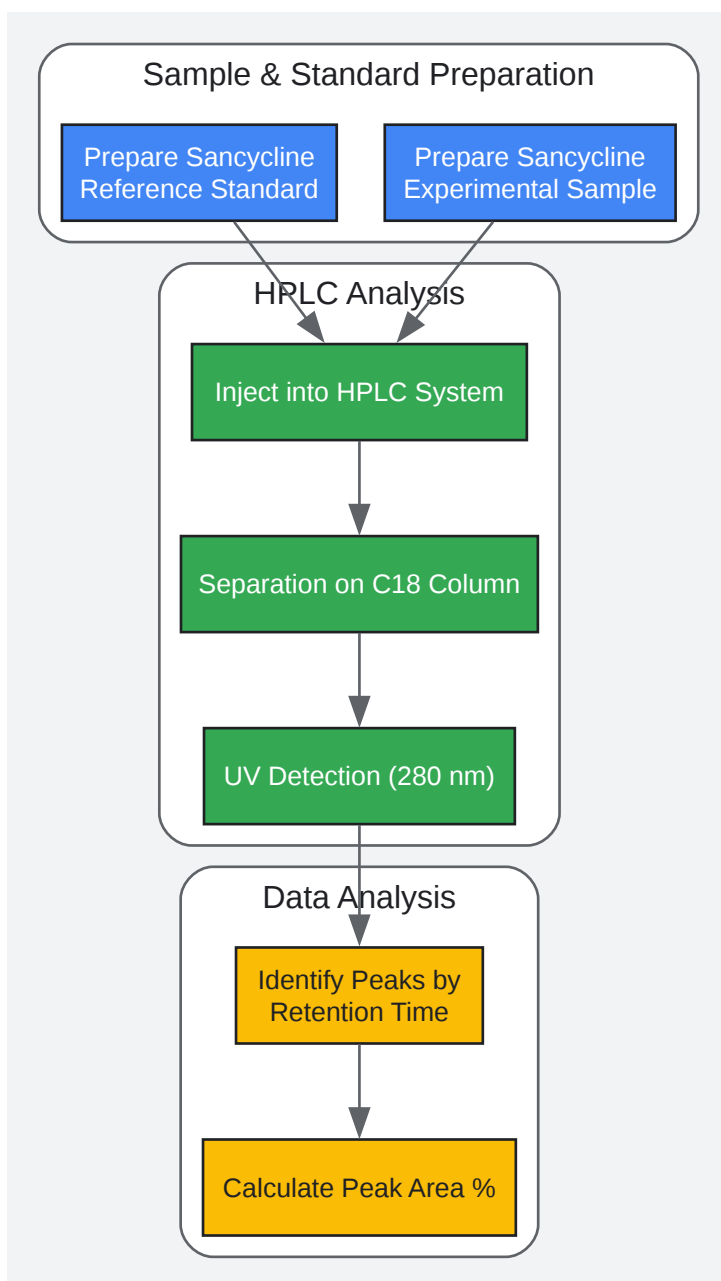 Sample & Standard Preparation
Prepare Sancycline
Reference Standard
Prepare Sancycline
Experimental Sample
HPLC Analysis
Inject into HPLC System
Separation on C18 Column
UV Detection (280 nm)
Data Analysis
Identify Peaks by
Retention Time
Calculate Peak Area %